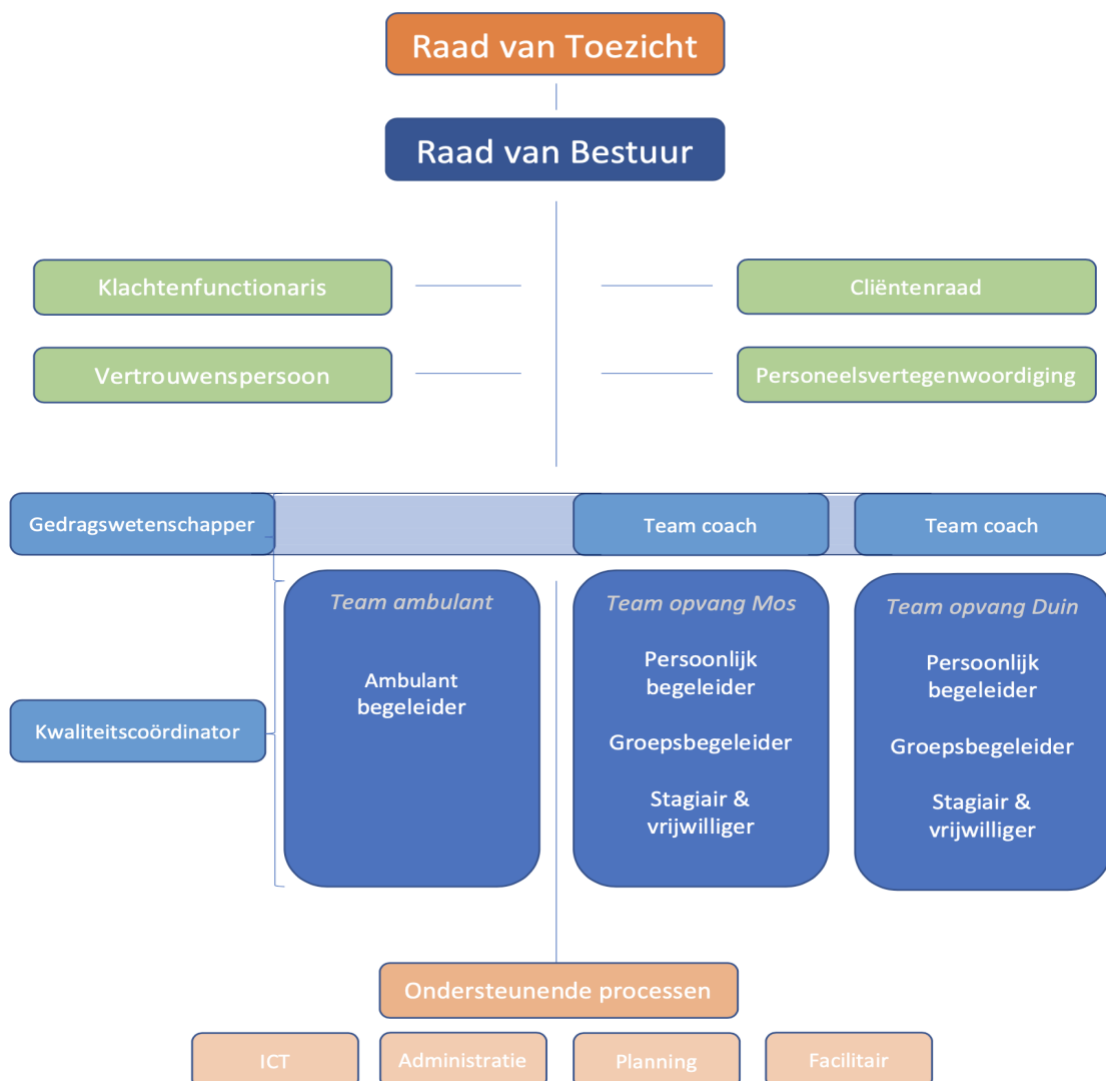 Raad van Toezicht
Raad van Bestuur
Klachtenfunctionaris
Cliëntenraad
Vertrouwenspersoon
Personeelsvertegenwoordiging
Gedragswetenschapper
Team coach
Team coach
Team ambulant
Ambulant
begeleider
Team opvang Mos
Persoonlijk
begeleider
Groepsbegeleider
Stagiair &
vrijwilliger
Team opvang Duin
Persoonlijk
begeleider
Groepsbegeleider
Stagiair &
vrijwilliger
Kwaliteitscoördinator
Ondersteunende processen
ICT
Administratie
Planning
Facilitair